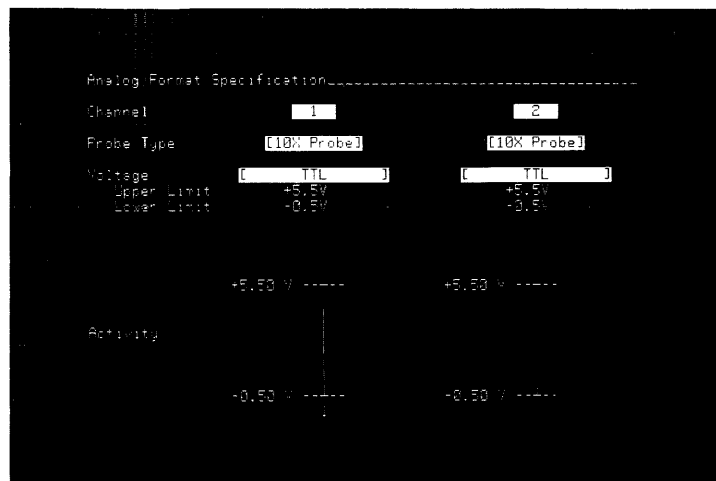 Analog Format Specification
Channel 1 2
Probe Type [10X Probe] [10X Probe]
Voltage [ TTL ] [ TTL ]
Upper Limit +5.5V +5.5V
Lower Limit -0.5V -0.5V
+5.50 V +5.50 V
Activity
-0.50 V -0.50 V